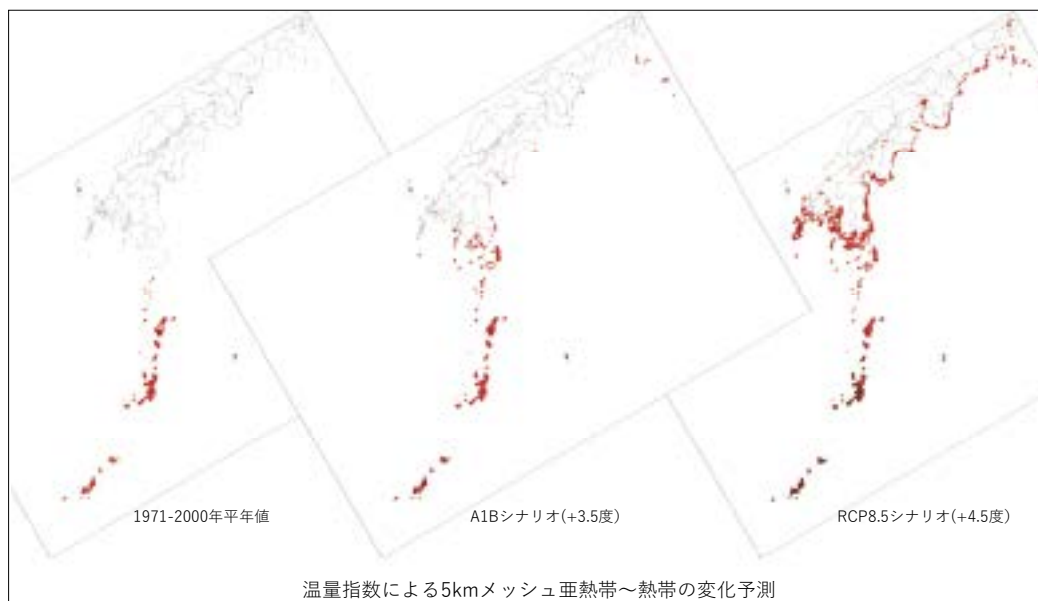 1971-2000年平年値
A1Bシナリオ(+3.5度)
RCP8.5シナリオ(+4.5度)
温量指数による5kmメッシュ亜熱帯～熱帯の変化予測